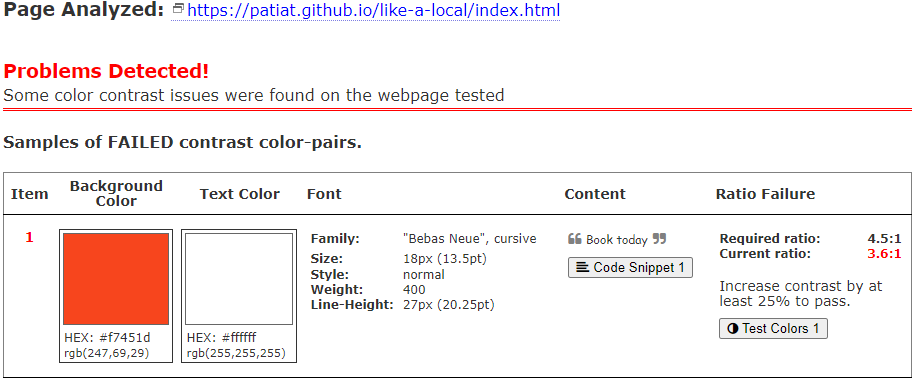 Page Analyzed: https://patiat.github.io/like-a-local/index.html
Problems Detected!
Some color contrast issues were found on the webpage tested
Samples of FAILED contrast color-pairs.
Item Background Color Text Color Font Content Ratio Failure
1
HEX: #f7451d
rgb(247,69,29)
HEX: #ffffff
rgb(255,255,255)
Family: "Bebas Neue", cursive
Size: 18px (13.5pt)
Style: normal
Weight: 400
Line-Height: 27px (20.25pt)
❝ Book today ❞
Code Snippet 1
Required ratio: 4.5:1
Current ratio: 3.6:1
Increase contrast by at
least 25% to pass.
Test Colors 1